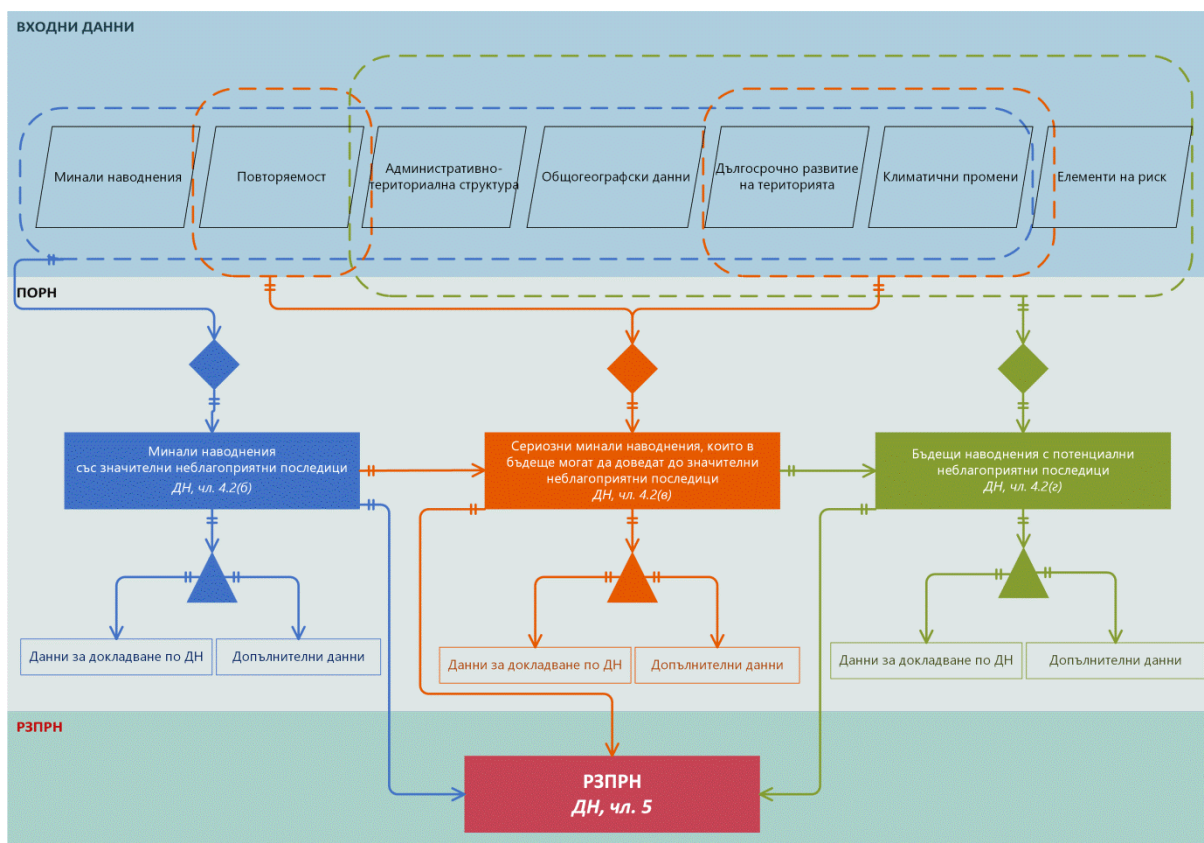 ВХОДНИ ДАННИ
Минали наводнения
Повторяемост
Административно-
териториална структура
Общогеографски данни
Дългосрочно развитие
на територията
Климатични промени
Елементи на риск
ПОРН
Минали наводнения
със значителни неблагоприятни последици
ДН, чл. 4.2(б)
Сериозни минали наводнения, които в
бъдеще могат да доведат до значителни
неблагоприятни последици
ДН, чл. 4.2(в)
Бъдещи наводнения с потенциални
неблагоприятни последици
ДН, чл. 4.2(г)
Данни за докладване по ДН
Допълнителни данни
Данни за докладване по ДН
Допълнителни данни
Данни за докладване по ДН
Допълнителни данни
РЗПРН
РЗПРН
ДН, чл. 5